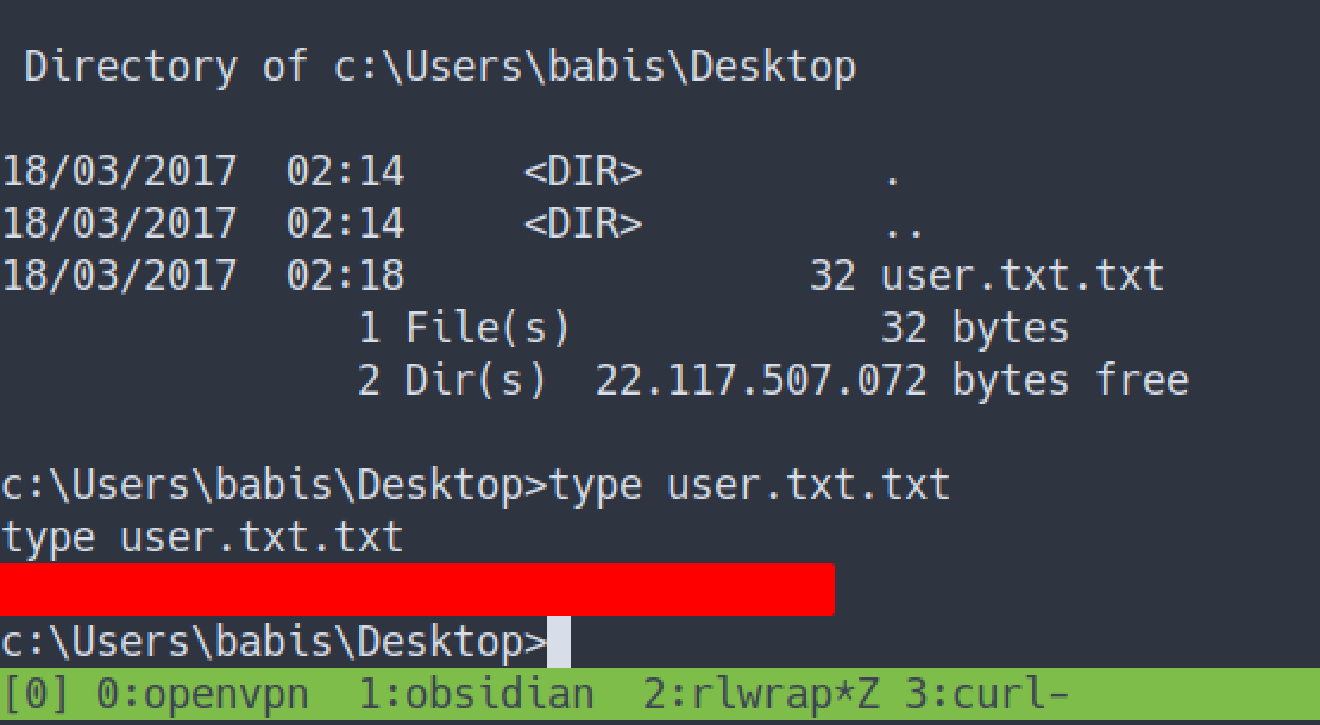 Directory of c:\Users\babis\Desktop
18/03/2017  02:14    <DIR>          .
18/03/2017  02:14    <DIR>          ..
18/03/2017  02:18                32 user.txt.txt
1 File(s)             32 bytes
2 Dir(s)  22.117.507.072 bytes free
c:\Users\babis\Desktop>type user.txt.txt
type user.txt.txt
c:\Users\babis\Desktop>
[0] 0:openvpn  1:obsidian  2:rlwrap*Z 3:curl-